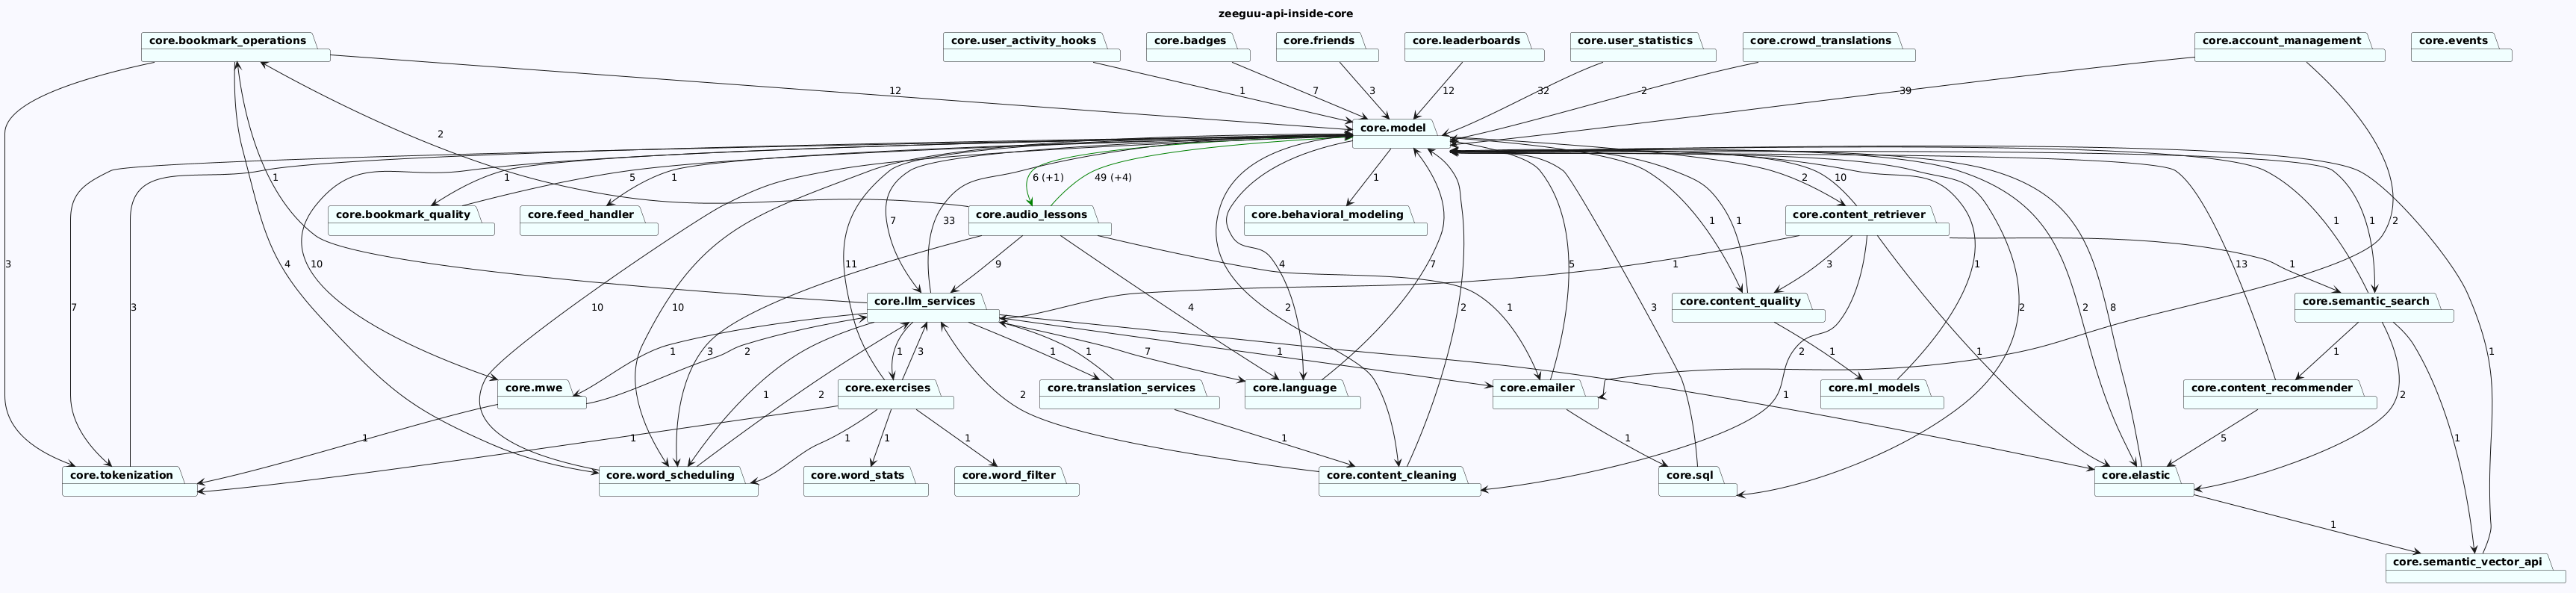 zeeguu-api-inside-core
core.bookmark_operations
core.user_activity_hooks
core.badges
core.friends
core.leaderboards
core.user_statistics
core.crowd_translations
core.account_management
core.events
12
1
7
3
12
32
2
39
core.model
2
1
5
1
1
6 (+1)
49 (+4)
1
2
10
1
2
core.bookmark_quality
core.feed_handler
core.audio_lessons
core.behavioral_modeling
core.content_retriever
7
33
1
1
1
3
4
10
11
9
4
7
1
5
1
3
1
2
2
8
13
1
core.llm_services
core.content_quality
core.semantic_search
7
3
10
10
4
1
2
2
3
2
1
1
3
1
2
1
1
7
1
1
2
1
1
2
1
core.mwe
core.exercises
core.translation_services
core.language
core.emailer
core.ml_models
core.content_recommender
1
1
1
1
1
1
1
5
1
core.tokenization
core.word_scheduling
core.word_stats
core.word_filter
core.content_cleaning
core.sql
core.elastic
1
core.semantic_vector_api